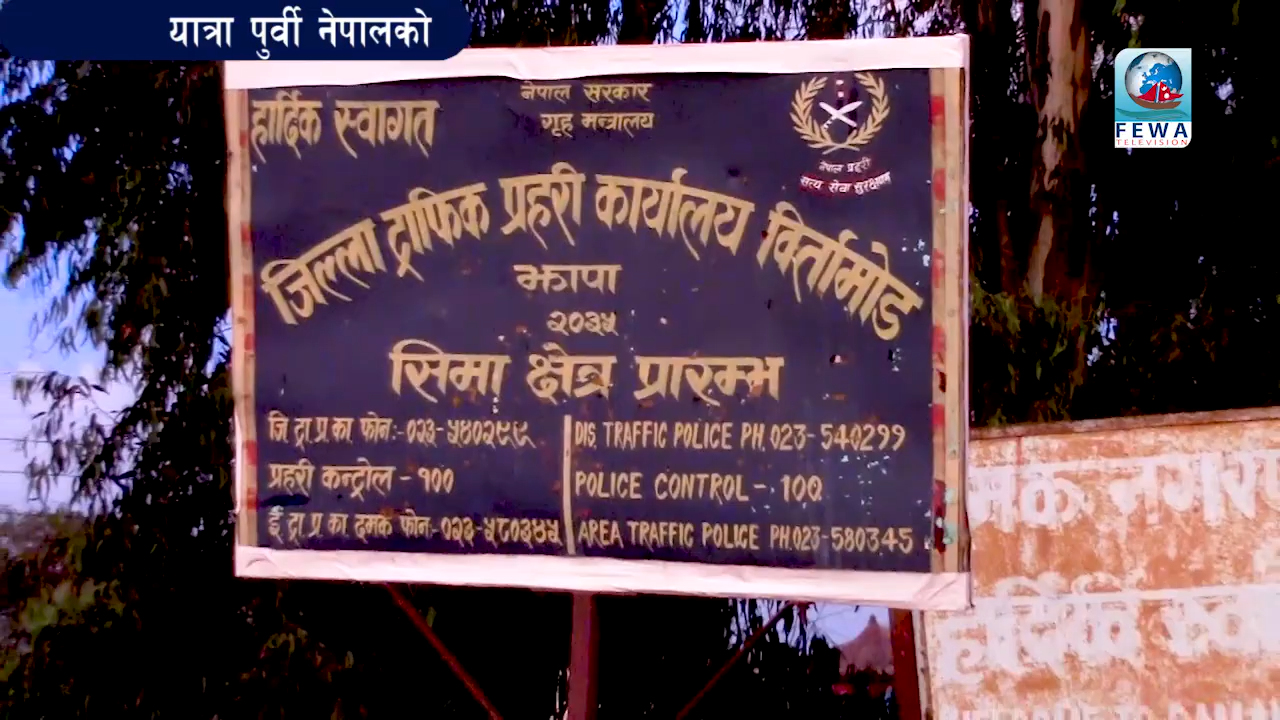 यात्रा पुर्वी नेपालको
FEWA
TELEVISION
हार्दिक स्वागत
नेपाल सरकार
गृह मन्त्रालय
नेपाल प्रहरी
सत्य सेवा सुरक्षणम्
जिल्ला ट्राफिक प्रहरी कार्यालय विर्तामोड
झापा
२०३५
सिमा क्षेत्र प्रारम्भ
जि ट्रा.प्र.का फोनः-०२३-५४०२९९
DIS. TRAFFIC POLICE PH. 023-540299
प्रहरी कन्ट्रोल - १००
POLICE CONTROL - 100
ई ट्रा.प्र का दमक फोनः-०२३-५८०३४५
AREA TRAFFIC POLICE PH.023-580345
हार्दिक